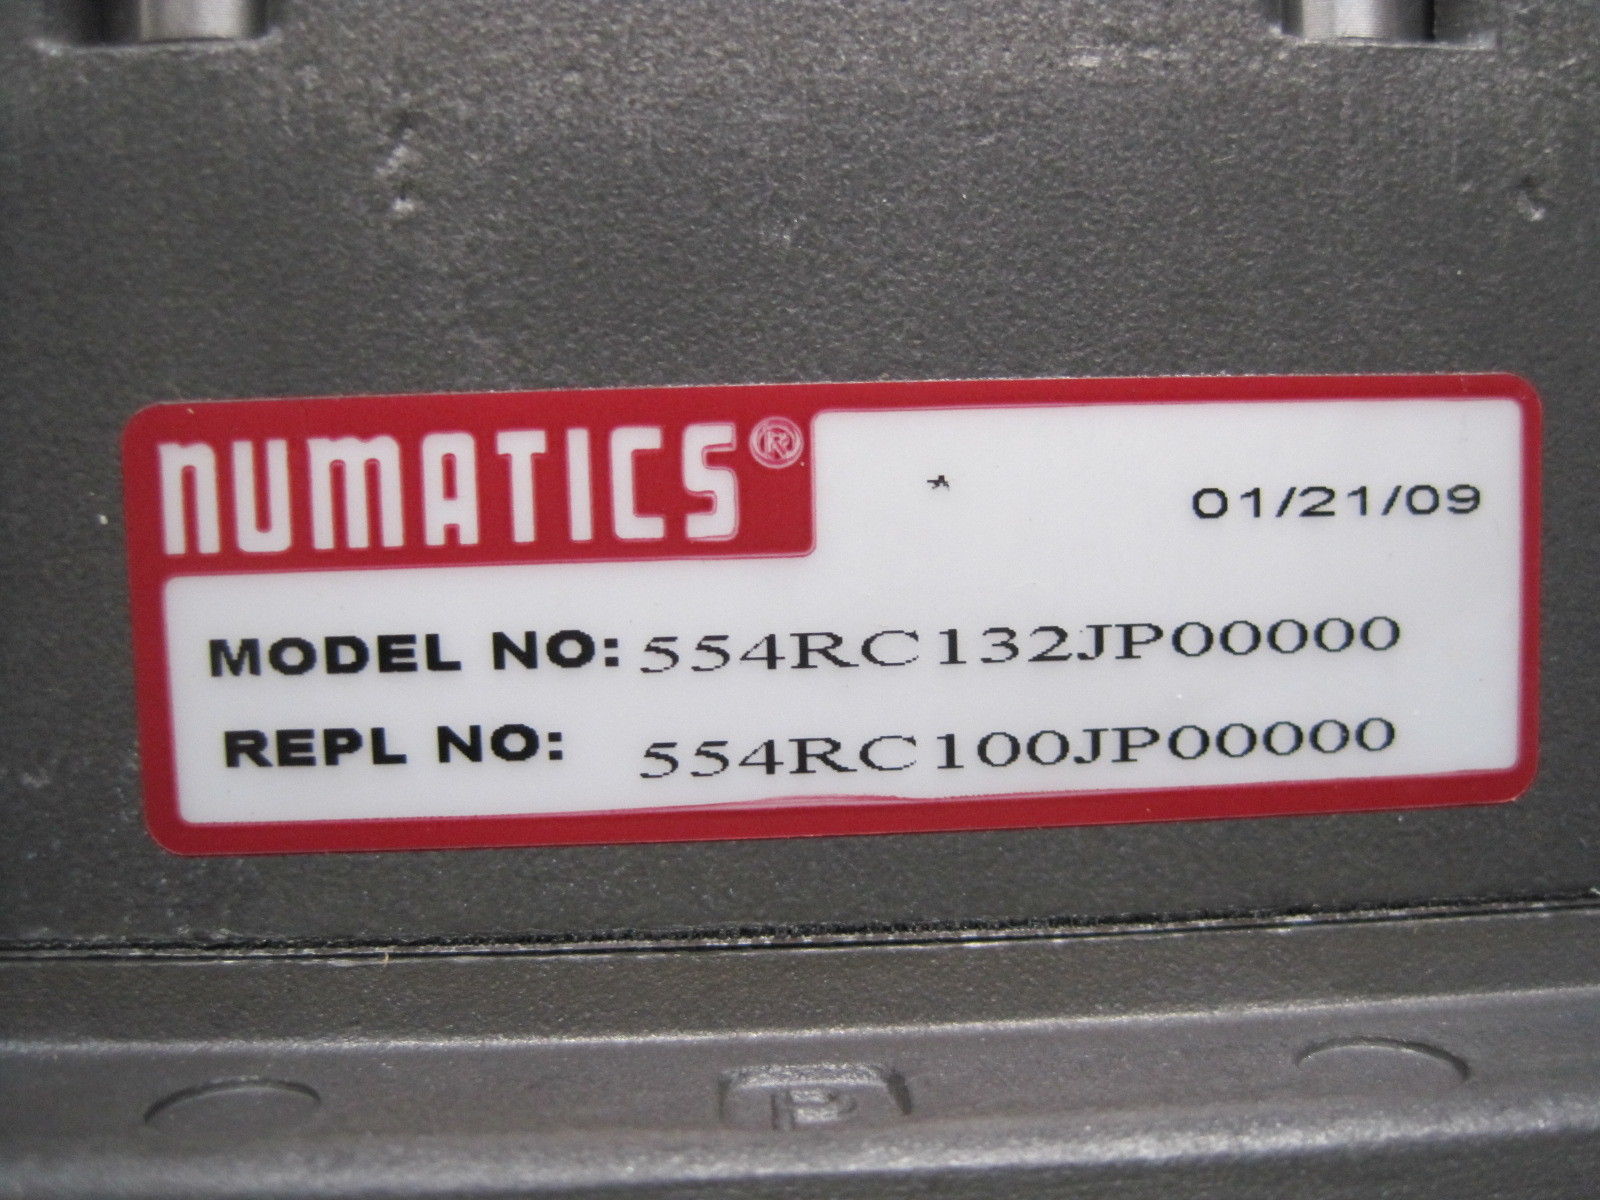 NUMATICS®
* 01/21/09
MODEL NO: 554RC132JP00000
REPL NO: 554RC100JP00000
P